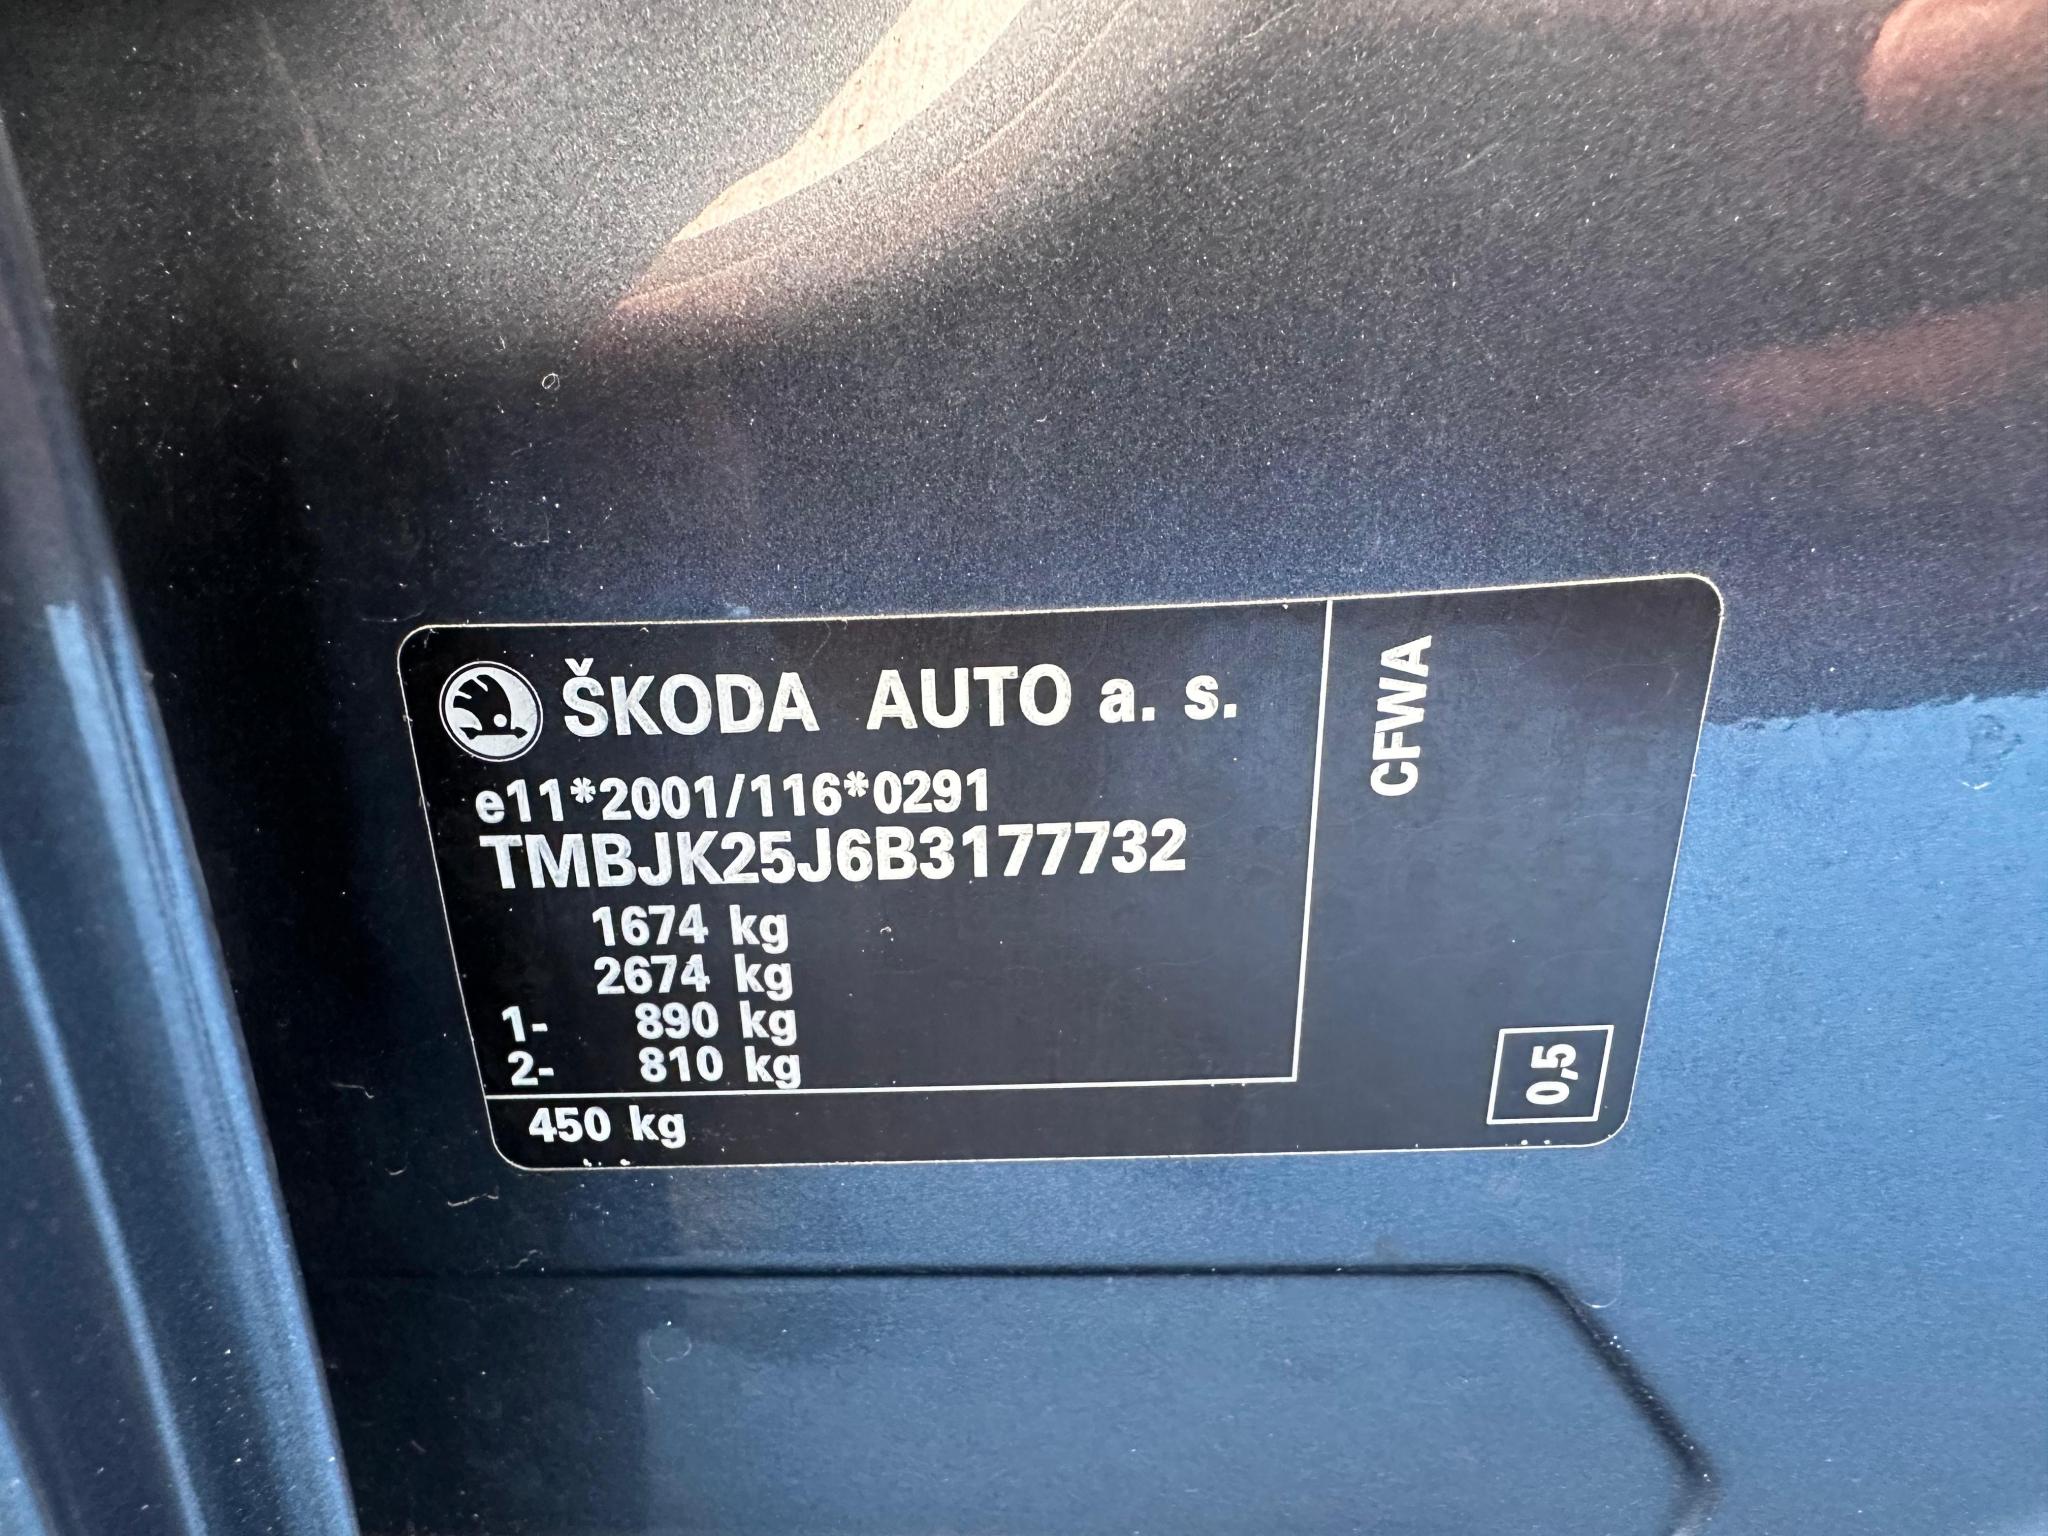 ŠKODA AUTO a. s.
e11*2001/116*0291
TMBJK25J6B3177732
1674 kg
2674 kg
1- 890 kg
2- 810 kg
450 kg
CFWA
0,5